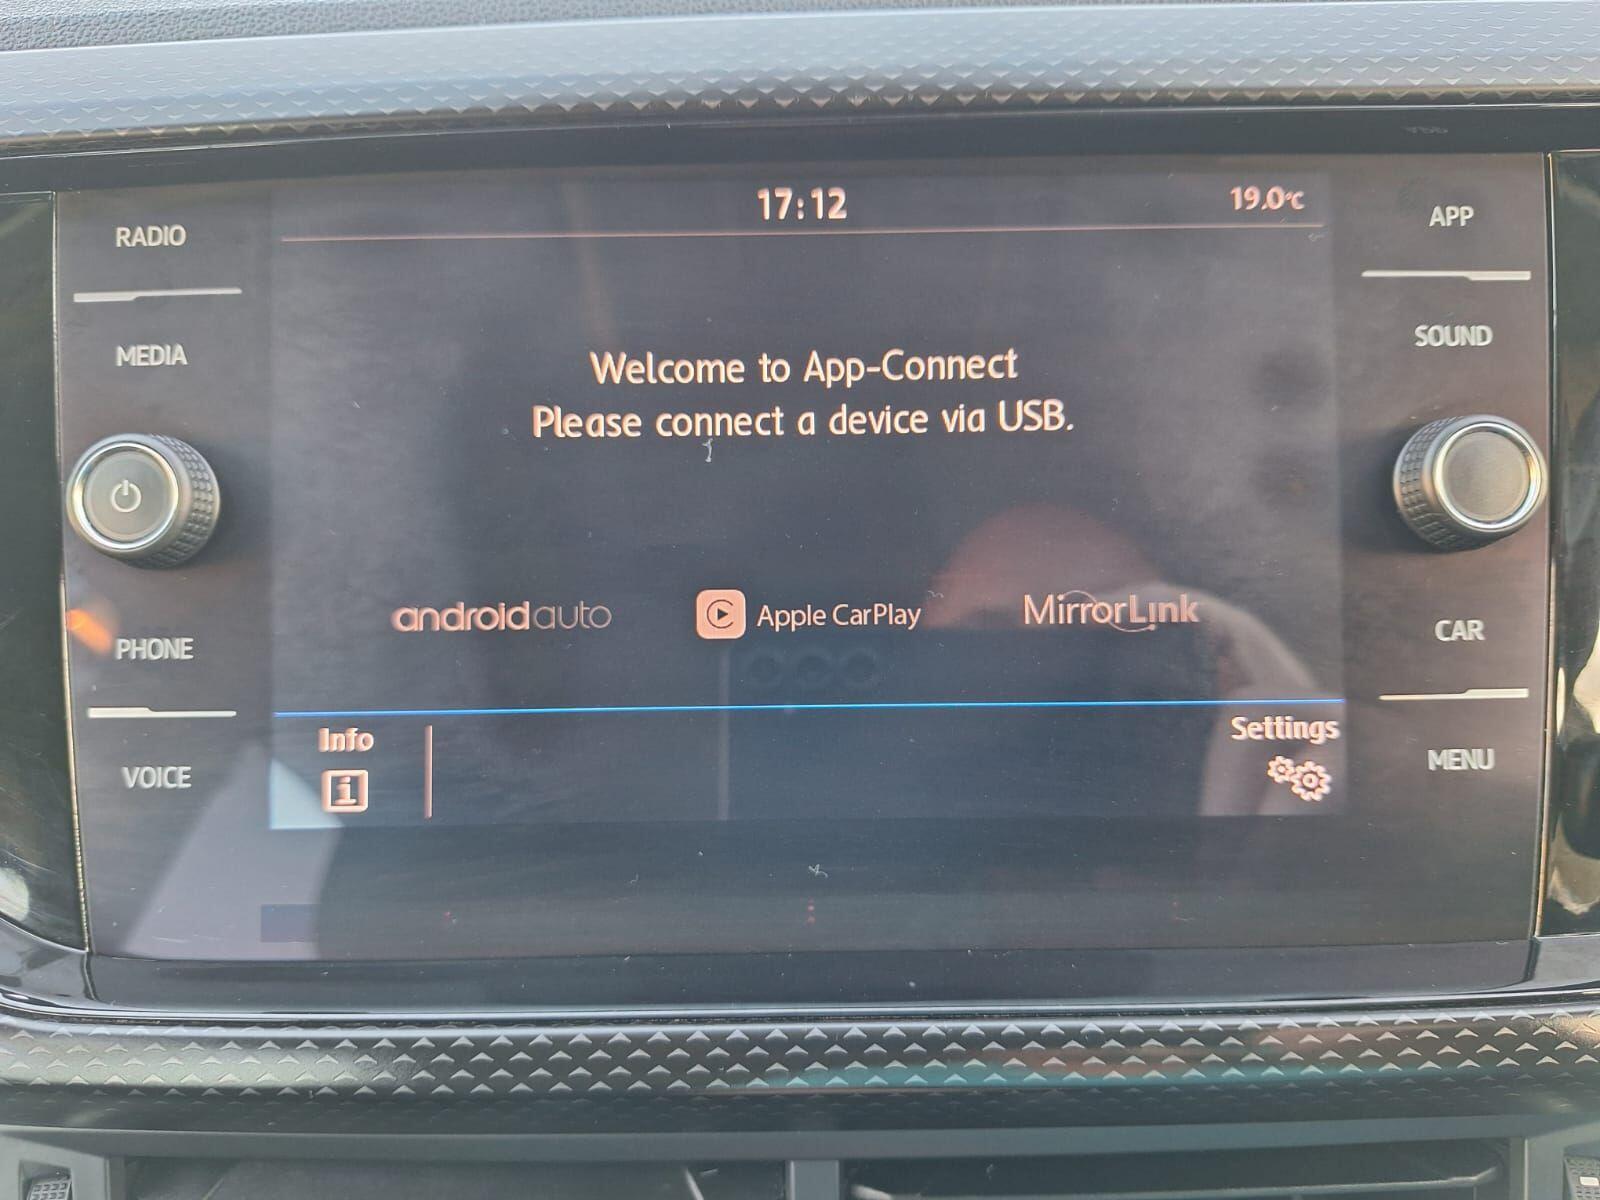 17:12
19.0°C
RADIO
APP
MEDIA
SOUND
Welcome to App-Connect
Please connect a device via USB.
androidauto
Apple CarPlay
MirrorLink
PHONE
CAR
Info
Settings
VOICE
MENU